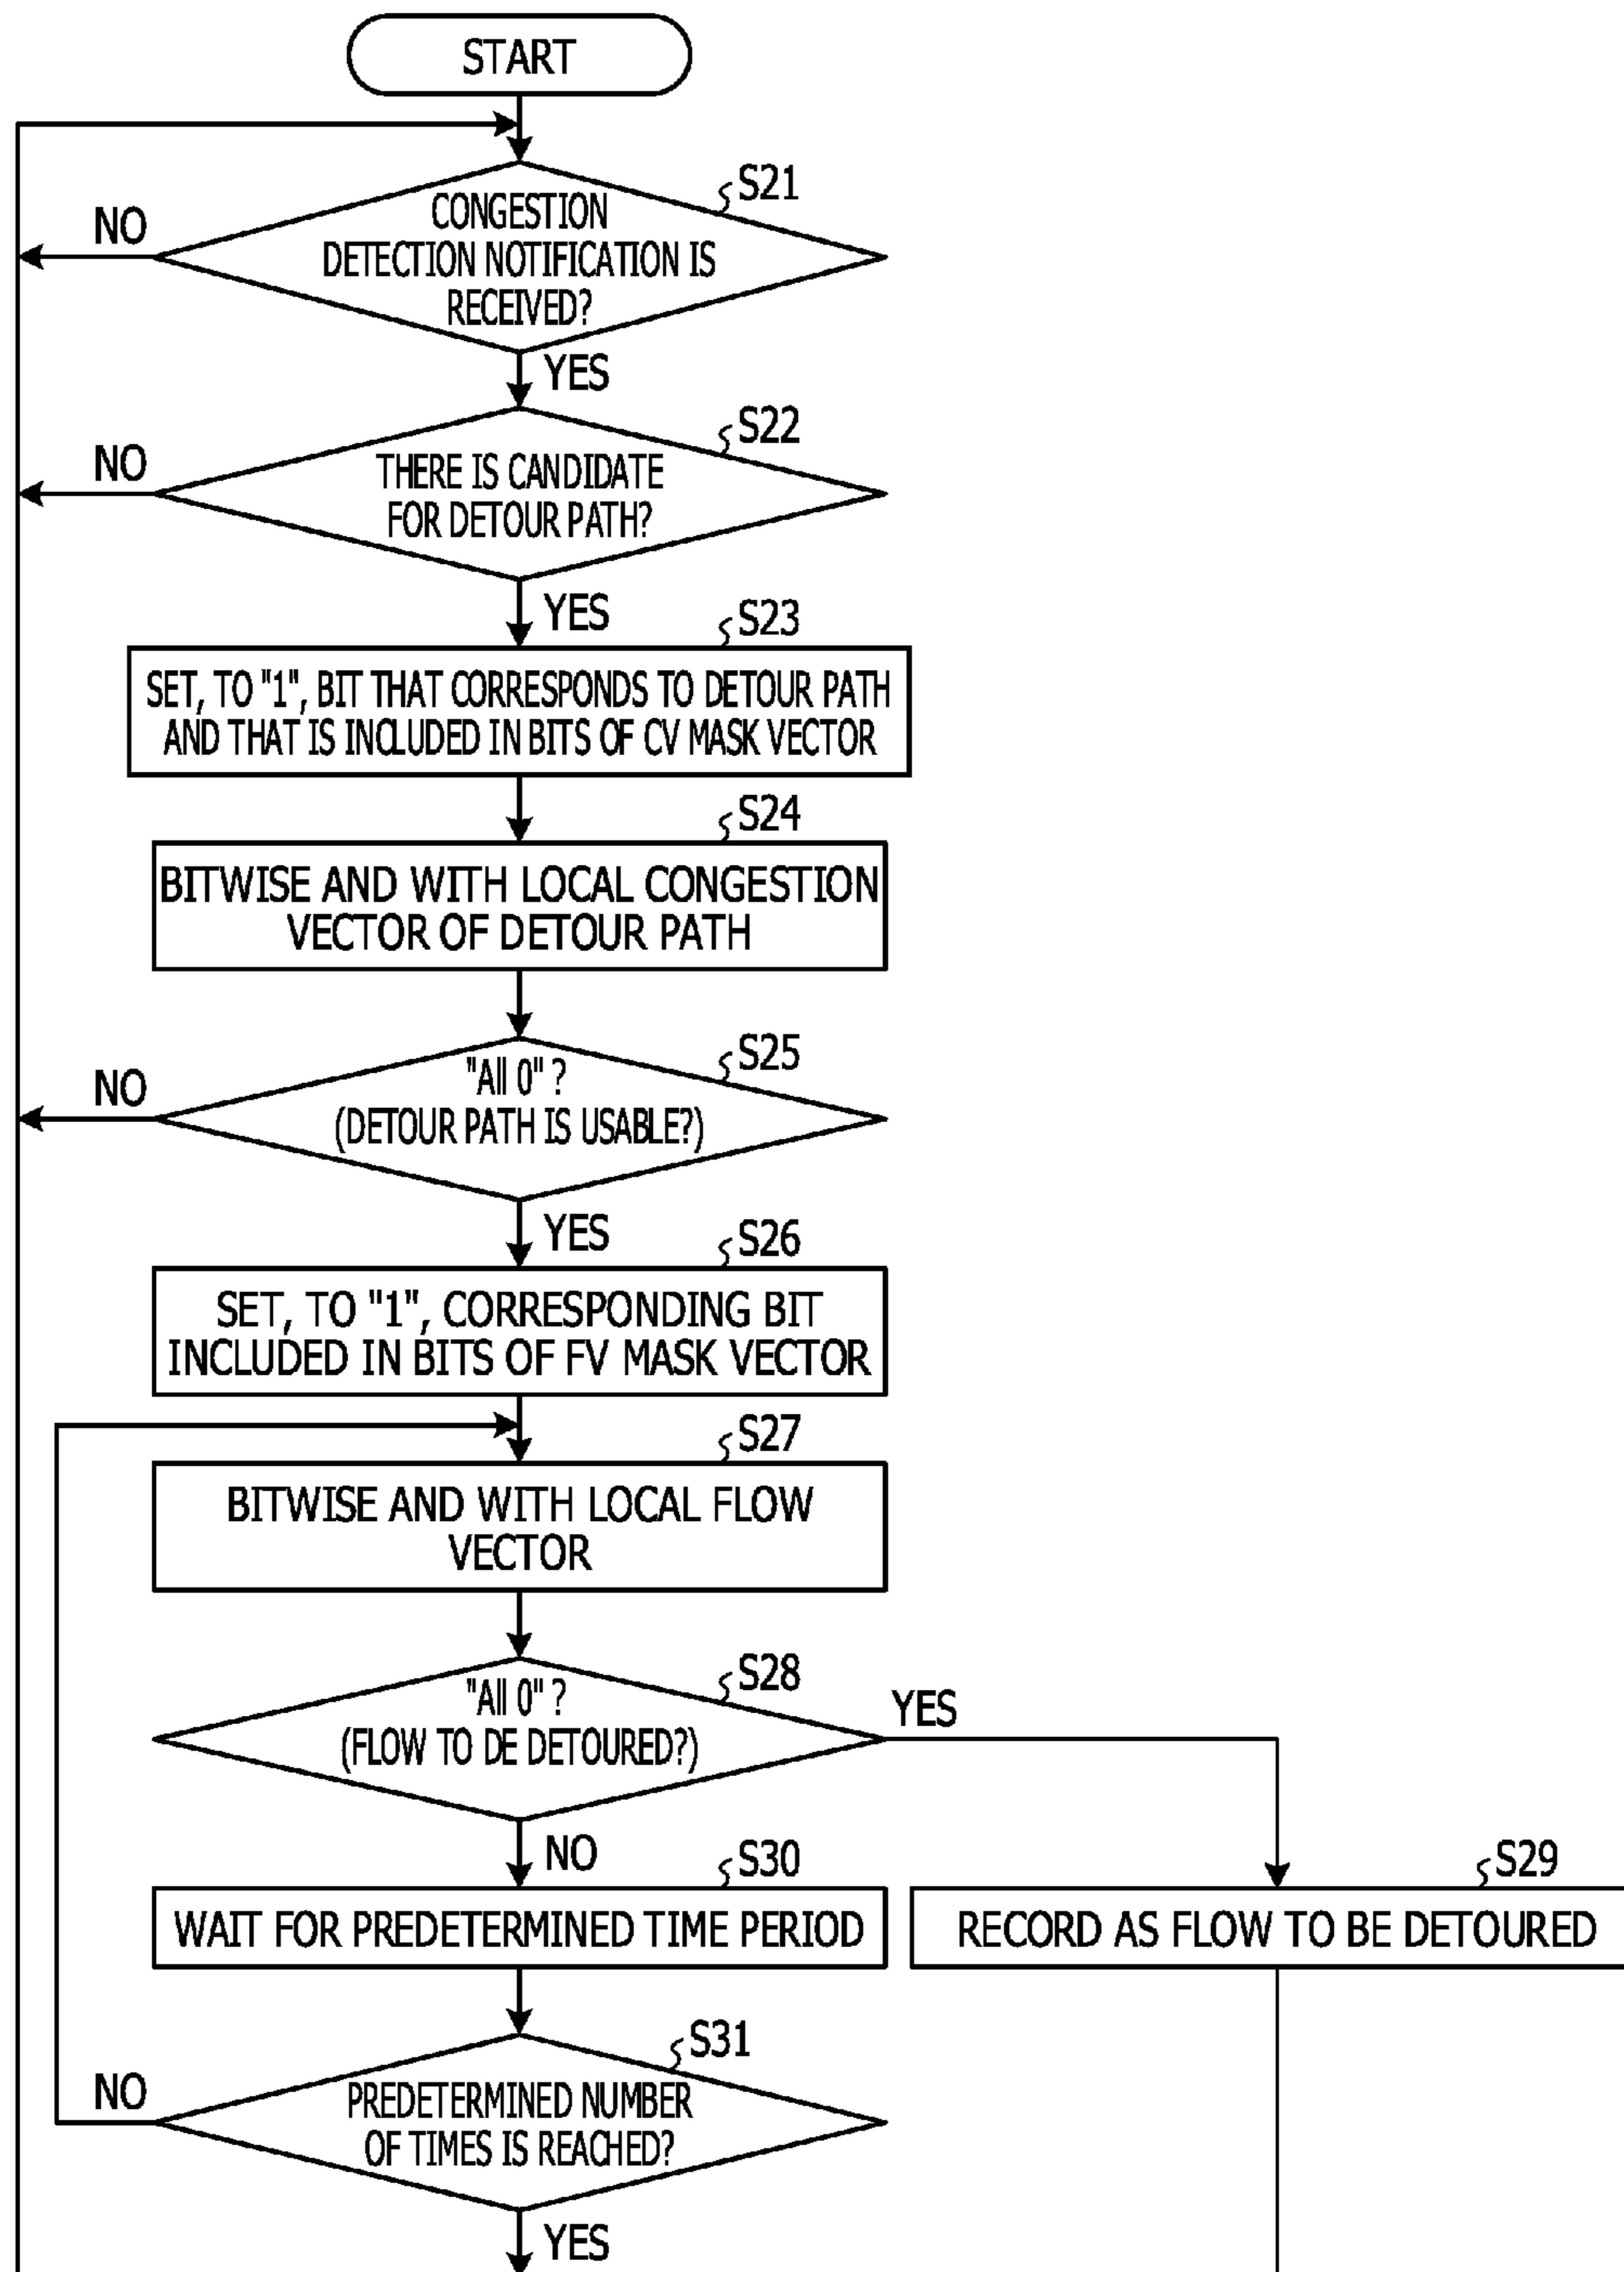 START
S21
CONGESTION
DETECTION NOTIFICATION IS
RECEIVED?
NO
YES
S22
THERE IS CANDIDATE
FOR DETOUR PATH?
NO
YES
S23
SET, TO "1", BIT THAT CORRESPONDS TO DETOUR PATH
AND THAT IS INCLUDED IN BITS OF CV MASK VECTOR
S24
BITWISE AND WITH LOCAL CONGESTION
VECTOR OF DETOUR PATH
S25
"All 0" ?
(DETOUR PATH IS USABLE?)
NO
YES
S26
SET, TO "1", CORRESPONDING BIT
INCLUDED IN BITS OF FV MASK VECTOR
S27
BITWISE AND WITH LOCAL FLOW
VECTOR
S28
"All 0" ?
(FLOW TO DE DETOURED?)
YES
NO
S30
WAIT FOR PREDETERMINED TIME PERIOD
S29
RECORD AS FLOW TO BE DETOURED
S31
PREDETERMINED NUMBER
OF TIMES IS REACHED?
NO
YES